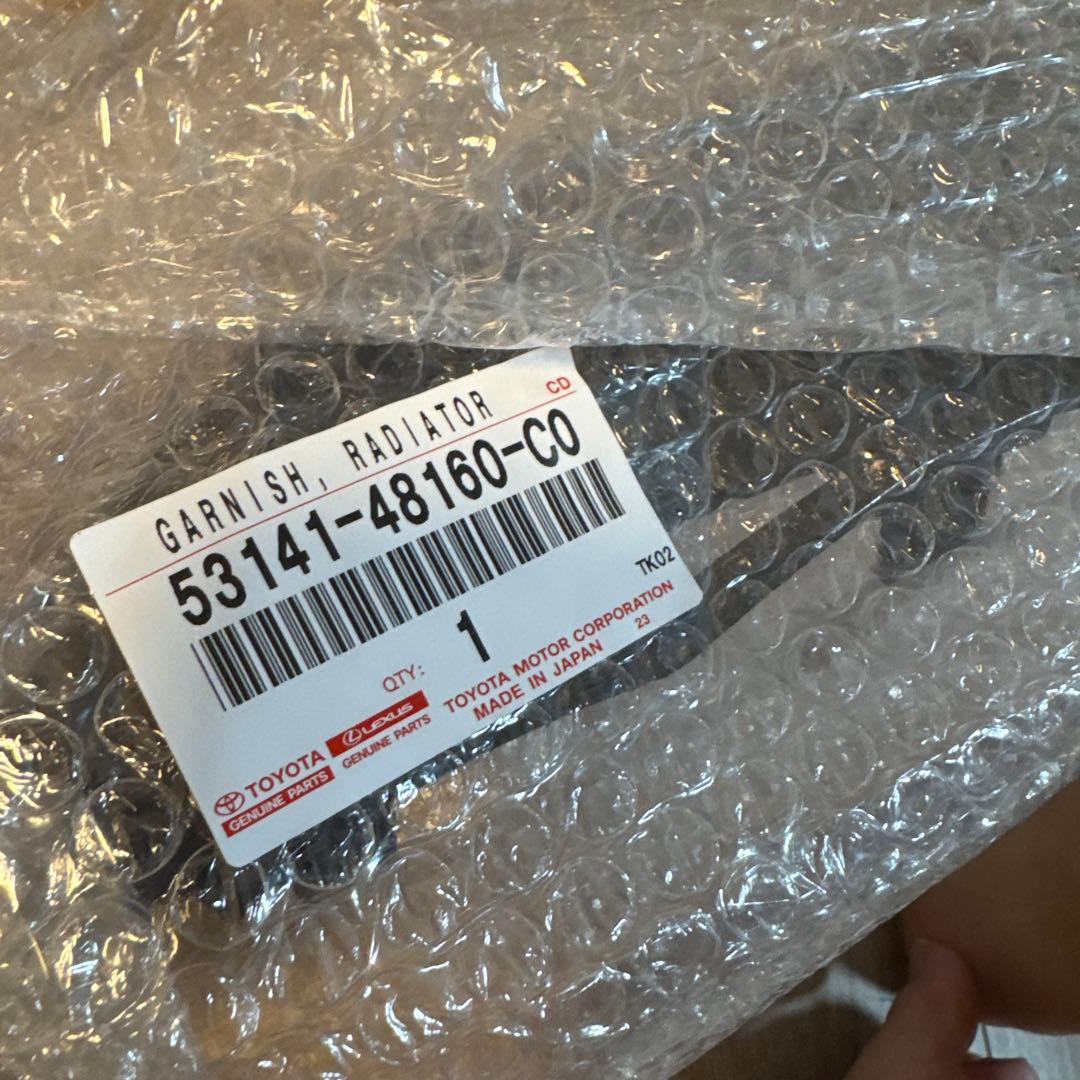 GARNISH, RADIATOR
CD
53141-48160-C0
TK02
QTY: 1
TOYOTA GENUINE PARTS
LEXUS GENUINE PARTS
TOYOTA MOTOR CORPORATION
MADE IN JAPAN 23